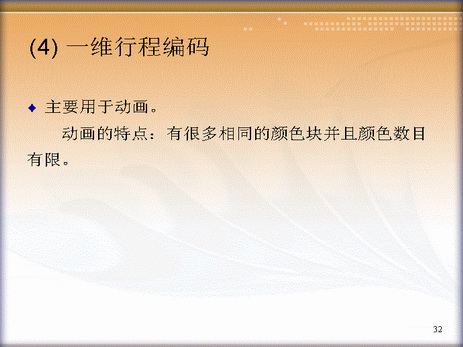 (4) 一维行程编码
主要用于动画。
动画的特点：有很多相同的颜色块并且颜色数目
有限。
32